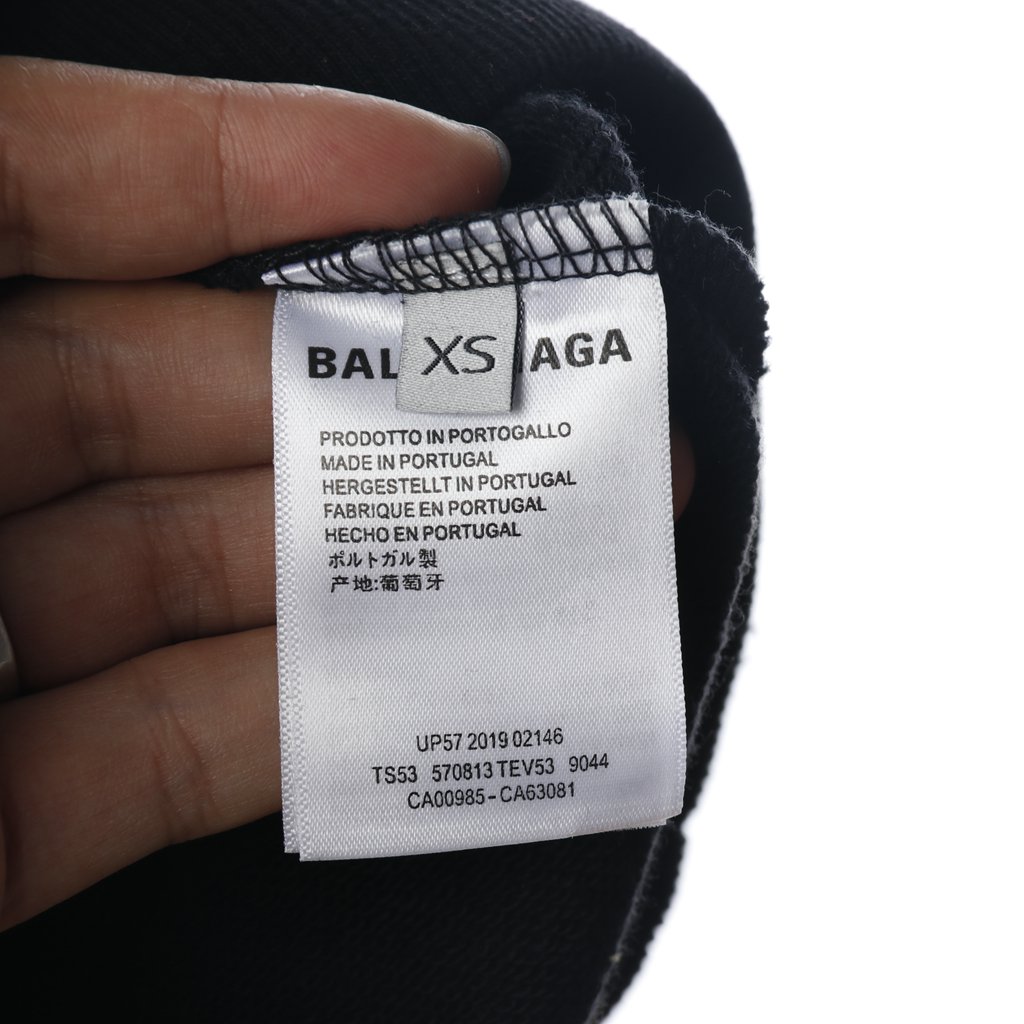 BAL AGA
XS
PRODOTTO IN PORTOGALLO
MADE IN PORTUGAL
HERGESTELLT IN PORTUGAL
FABRIQUE EN PORTUGAL
HECHO EN PORTUGAL
ポルトガル製
产地:葡萄牙
UP57 2019 02146
TS53 570813 TEV53 9044
CA00985-CA63081